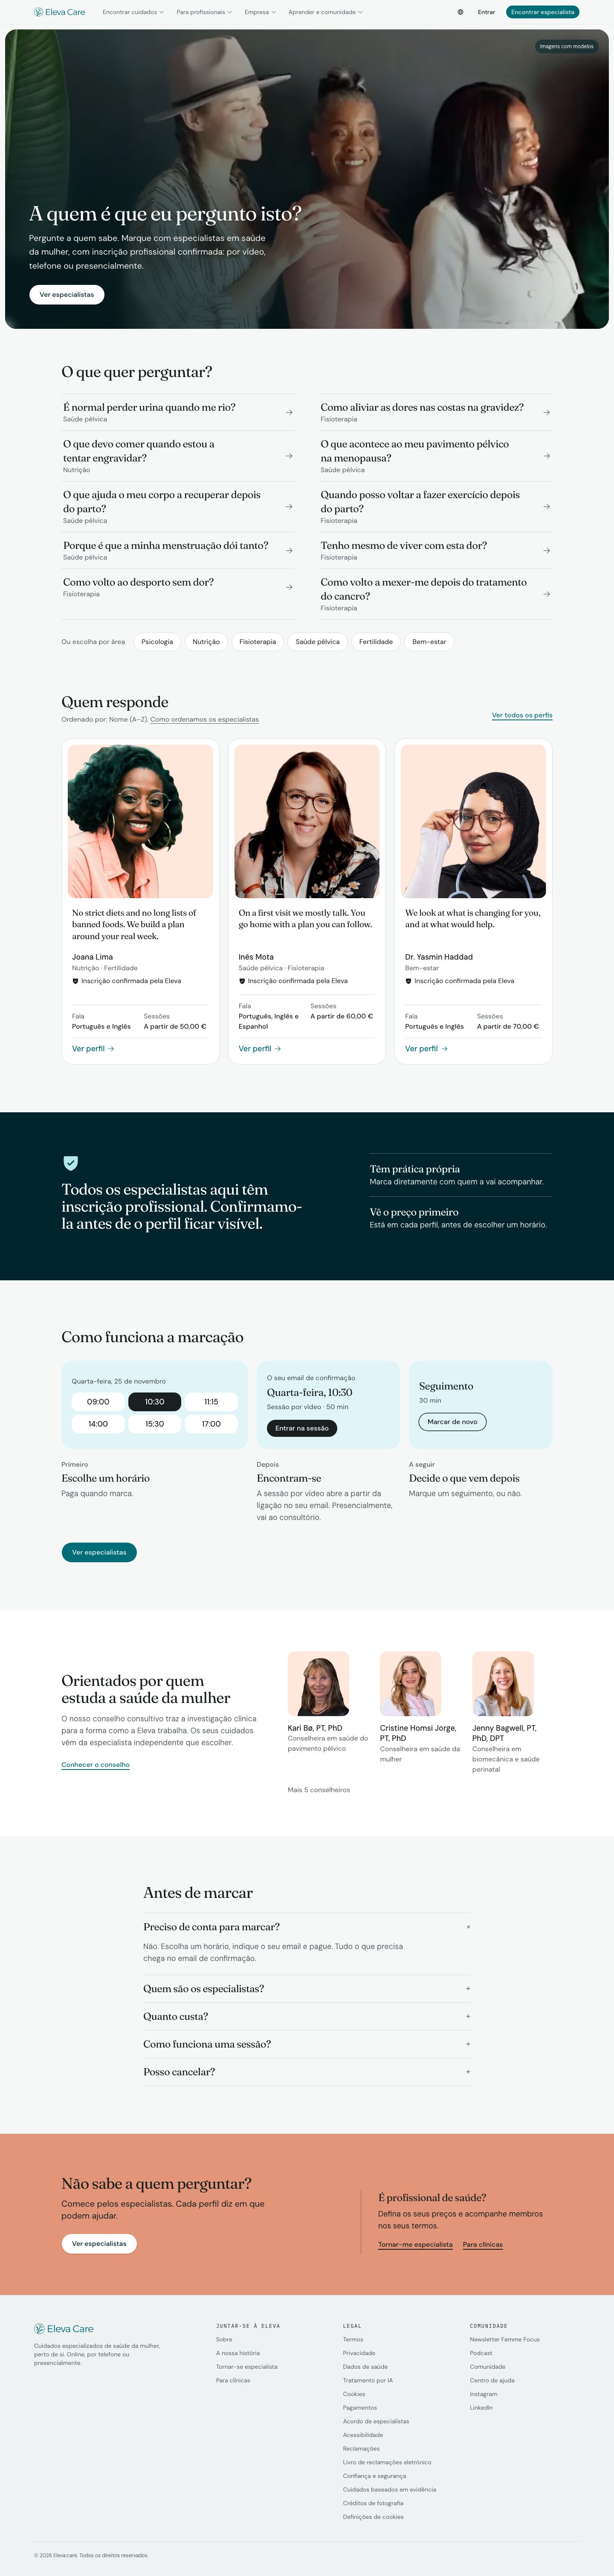 Eleva Care
Encontrar cuidados
Para profissionais
Empresa
Aprender e comunidade
Entrar
Encontrar especialista
Imagens com modelos
A quem é que eu pergunto isto?
Pergunte a quem sabe. Marque com especialistas em saúde
da mulher, com inscrição profissional confirmada: por vídeo,
telefone ou presencialmente.
Ver especialistas
O que quer perguntar?
É normal perder urina quando me rio?
Saúde pélvica
Como aliviar as dores nas costas na gravidez?
Fisioterapia
O que devo comer quando estou a
tentar engravidar?
Nutrição
O que acontece ao meu pavimento pélvico
na menopausa?
Saúde pélvica
O que ajuda o meu corpo a recuperar depois
do parto?
Saúde pélvica
Quando posso voltar a fazer exercício depois
do parto?
Fisioterapia
Porque é que a minha menstruação dói tanto?
Saúde pélvica
Tenho mesmo de viver com esta dor?
Fisioterapia
Como volto ao desporto sem dor?
Fisioterapia
Como volto a mexer-me depois do tratamento
do cancro?
Fisioterapia
Ou escolha por área
Psicologia
Nutrição
Fisioterapia
Saúde pélvica
Fertilidade
Bem-estar
Quem responde
Ordenado por: Nome (A–Z). Como ordenamos os especialistas
Ver todos os perfis
No strict diets and no long lists of
banned foods. We build a plan
around your real week.
Joana Lima
Nutrição · Fertilidade
Inscrição confirmada pela Eleva
Fala
Português e Inglês
Sessões
A partir de 50,00 €
Ver perfil
On a first visit we mostly talk. You
go home with a plan you can follow.
Inês Mota
Saúde pélvica · Fisioterapia
Inscrição confirmada pela Eleva
Fala
Português, Inglês e
Espanhol
Sessões
A partir de 60,00 €
Ver perfil
We look at what is changing for you,
and at what would help.
Dr. Yasmin Haddad
Bem-estar
Inscrição confirmada pela Eleva
Fala
Português e Inglês
Sessões
A partir de 70,00 €
Ver perfil
Todos os especialistas aqui têm
inscrição profissional. Confirmamo-
la antes de o perfil ficar visível.
Têm prática própria
Marca diretamente com quem a vai acompanhar.
Vê o preço primeiro
Está em cada perfil, antes de escolher um horário.
Como funciona a marcação
Quarta-feira, 25 de novembro
09:00
10:30
11:15
14:00
15:30
17:00
Primeiro
Escolhe um horário
Paga quando marca.
O seu email de confirmação
Quarta-feira, 10:30
Sessão por vídeo · 50 min
Entrar na sessão
Depois
Encontram-se
A sessão por vídeo abre a partir da
ligação no seu email. Presencialmente,
vai ao consultório.
Seguimento
30 min
Marcar de novo
A seguir
Decide o que vem depois
Marque um seguimento, ou não.
Ver especialistas
Orientados por quem
estuda a saúde da mulher
O nosso conselho consultivo traz a investigação clínica
para a forma como a Eleva trabalha. Os seus cuidados
vêm da especialista independente que escolher.
Conhecer o conselho
Kari Bø, PT, PhD
Conselheira em saúde do
pavimento pélvico
Cristine Homsi Jorge,
PT, PhD
Conselheira em saúde da
mulher
Jenny Bagwell, PT,
PhD, DPT
Conselheira em
biomecânica e saúde
perinatal
Mais 5 conselheiros
Antes de marcar
Preciso de conta para marcar?
Não. Escolha um horário, indique o seu email e pague. Tudo o que precisa
chega no email de confirmação.
Quem são os especialistas?
Quanto custa?
Como funciona uma sessão?
Posso cancelar?
Não sabe a quem perguntar?
Comece pelos especialistas. Cada perfil diz em que
podem ajudar.
Ver especialistas
É profissional de saúde?
Defina os seus preços e acompanhe membros
nos seus termos.
Tornar-me especialista
Para clínicas
Eleva Care
Cuidados especializados de saúde da mulher,
perto de si. Online, por telefone ou
presencialmente.
JUNTAR-SE À ELEVA
Sobre
A nossa história
Tornar-se especialista
Para clínicas
LEGAL
Termos
Privacidade
Dados de saúde
Tratamento por IA
Cookies
Pagamentos
Acordo de especialistas
Acessibilidade
Reclamações
Livro de reclamações eletrónico
Confiança e segurança
Cuidados baseados em evidência
Créditos de fotografia
Definições de cookies
COMUNIDADE
Newsletter Femme Focus
Podcast
Comunidade
Centro de ajuda
Instagram
LinkedIn
© 2026 Eleva.care. Todos os direitos reservados.